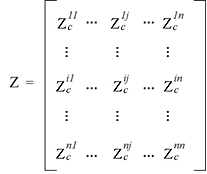 Z_c^{11} ... Z_c^{1j} ... Z_c^{1n}
⋮ ⋮ ⋮
Z = Z_c^{i1} ... Z_c^{ij} ... Z_c^{in}
⋮ ⋮ ⋮
Z_c^{n1} ... Z_c^{nj} ... Z_c^{nn}